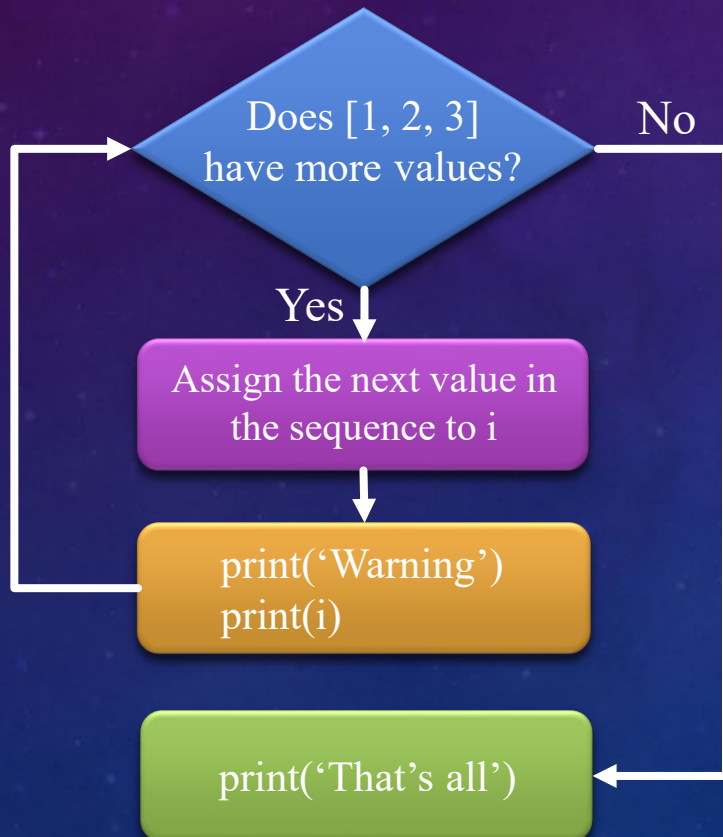 Does [1, 2, 3]
have more values?
No
Yes
Assign the next value in
the sequence to i
print(‘Warning’)
print(i)
print(‘That’s all’)